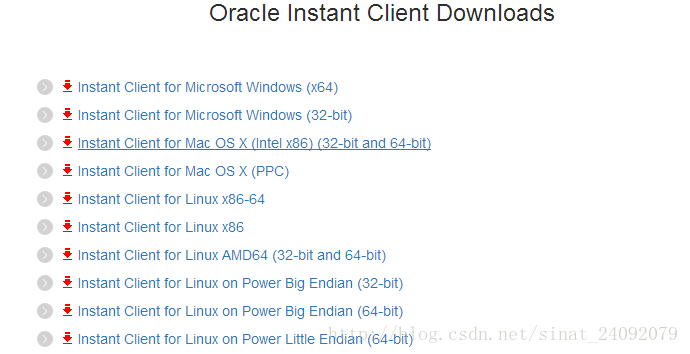 Oracle Instant Client Downloads
Instant Client for Microsoft Windows (x64)
Instant Client for Microsoft Windows (32-bit)
Instant Client for Mac OS X (Intel x86) (32-bit and 64-bit)
Instant Client for Mac OS X (PPC)
Instant Client for Linux x86-64
Instant Client for Linux x86
Instant Client for Linux AMD64 (32-bit and 64-bit)
Instant Client for Linux on Power Big Endian (32-bit)
Instant Client for Linux on Power Big Endian (64-bit)
Instant Client for Linux on Power Little Endian (64-bit)
http://blog.csdn.net/sinat_24092079